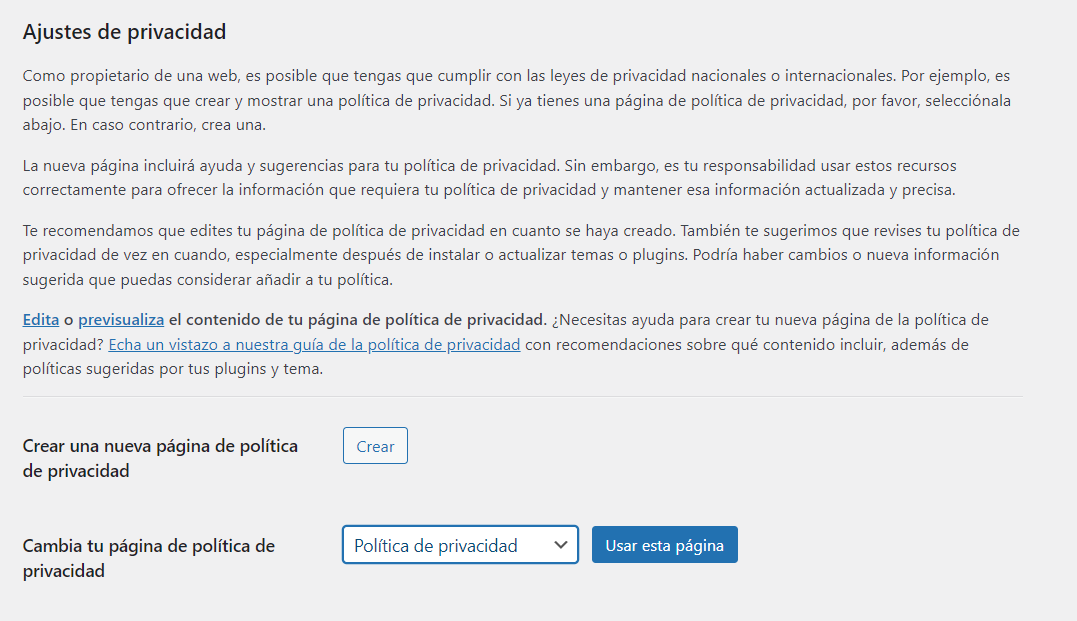 Ajustes de privacidad
Como propietario de una web, es posible que tengas que cumplir con las leyes de privacidad nacionales o internacionales. Por ejemplo, es
posible que tengas que crear y mostrar una política de privacidad. Si ya tienes una página de política de privacidad, por favor, selecciónala
abajo. En caso contrario, crea una.
La nueva página incluirá ayuda y sugerencias para tu política de privacidad. Sin embargo, es tu responsabilidad usar estos recursos
correctamente para ofrecer la información que requiera tu política de privacidad y mantener esa información actualizada y precisa.
Te recomendamos que edites tu página de política de privacidad en cuanto se haya creado. También te sugerimos que revises tu política de
privacidad de vez en cuando, especialmente después de instalar o actualizar temas o plugins. Podría haber cambios o nueva información
sugerida que puedas considerar añadir a tu política.
Edita o previsualiza el contenido de tu página de política de privacidad. ¿Necesitas ayuda para crear tu nueva página de la política de
privacidad? Echa un vistazo a nuestra guía de la política de privacidad con recomendaciones sobre qué contenido incluir, además de
políticas sugeridas por tus plugins y tema.
Crear una nueva página de política
de privacidad
Crear
Cambia tu página de política de
privacidad
Política de privacidad
Usar esta página